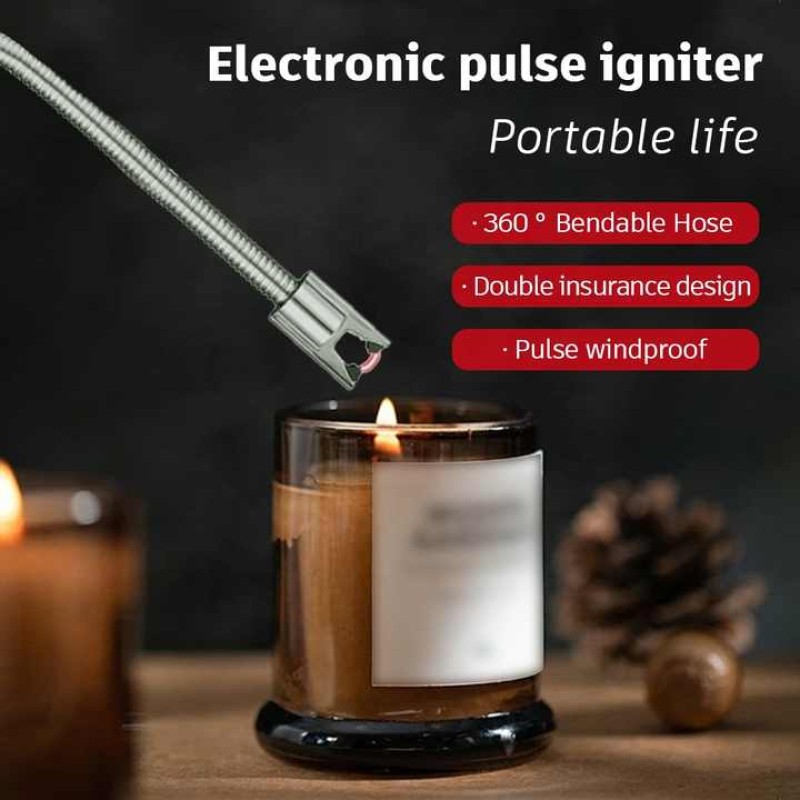 Electronic pulse igniter
Portable life
· 360° Bendable Hose
· Double insurance design
· Pulse windproof